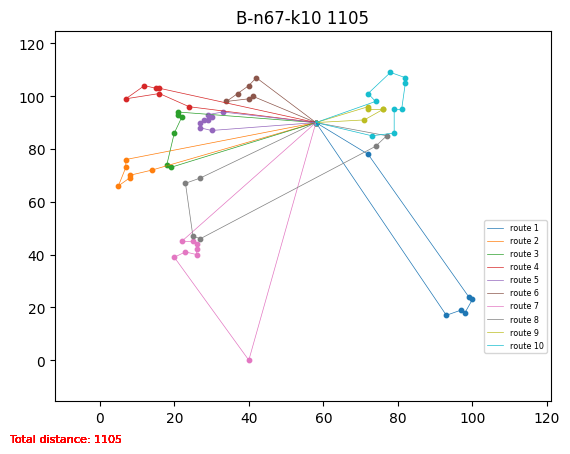 B-n67-k10 1105
120
100
80
60
40
20
0
route 1
route 2
route 3
route 4
route 5
route 6
route 7
route 8
route 9
route 10
0 20 40 60 80 100 120
Total distance: 1105